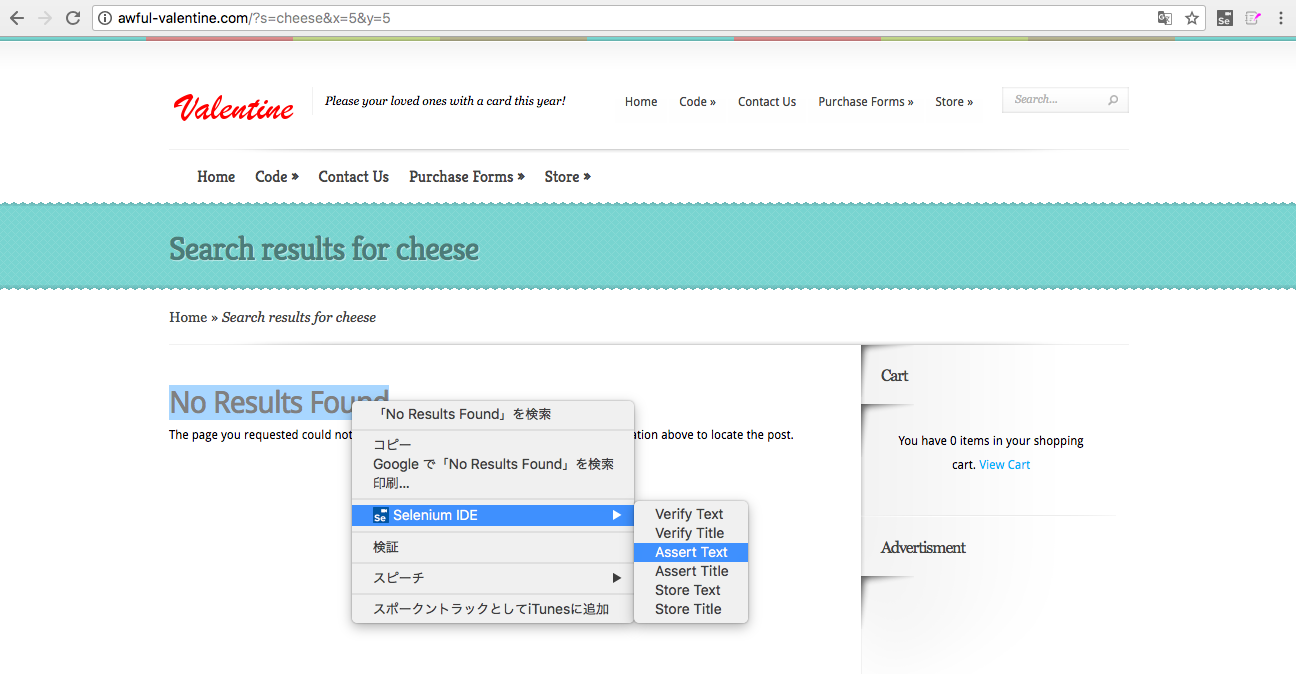 awful-valentine.com/?s=cheese&x=5&y=5
Se
Valentine
Please your loved ones with a card this year!
Home Code » Contact Us Purchase Forms » Store »
Search...
Home Code » Contact Us Purchase Forms » Store »
Search results for cheese
Home » Search results for cheese
No Results Found
The page you requested could not
ation above to locate the post.
「No Results Found」を検索
コピー
Google で「No Results Found」を検索
印刷...
Se Selenium IDE
検証
スピーチ
スポークントラックとしてiTunesに追加
Verify Text
Verify Title
Assert Text
Assert Title
Store Text
Store Title
Cart
You have 0 items in your shopping
cart. View Cart
Advertisment